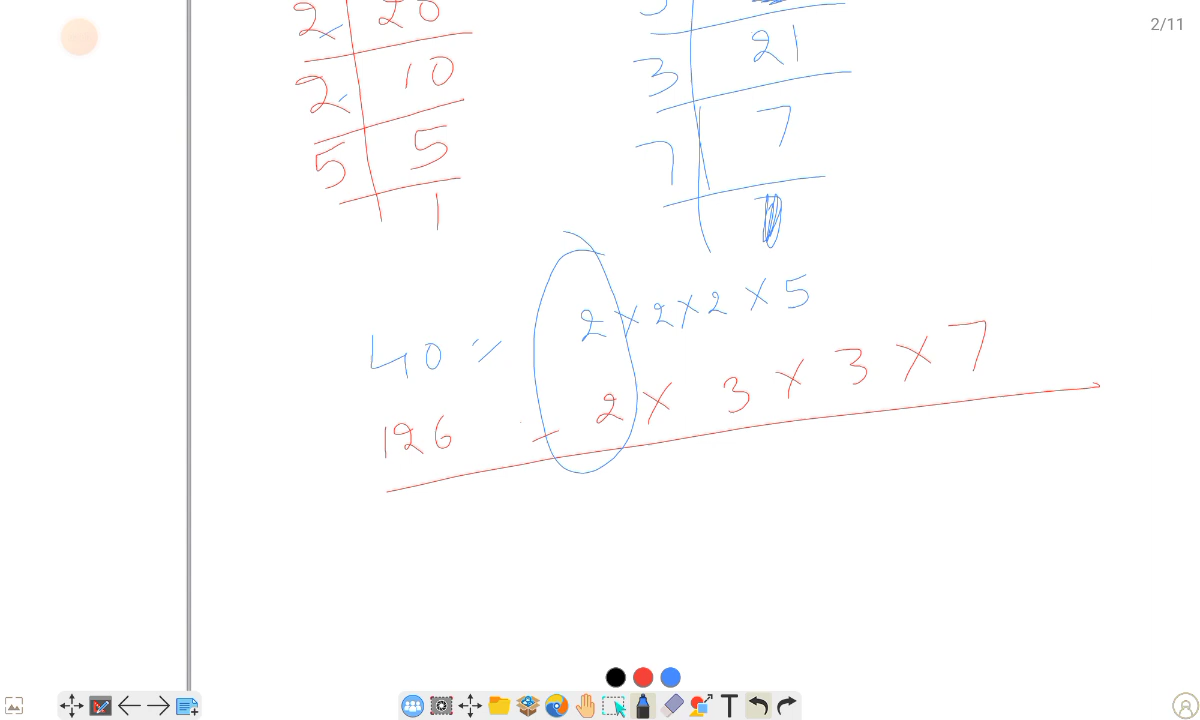 2/11
2 20
2 10
5 5
1
3
3 21
7 7
40 = 2 × 2 × 2 × 5
126 = 2 × 3 × 3 × 7
T